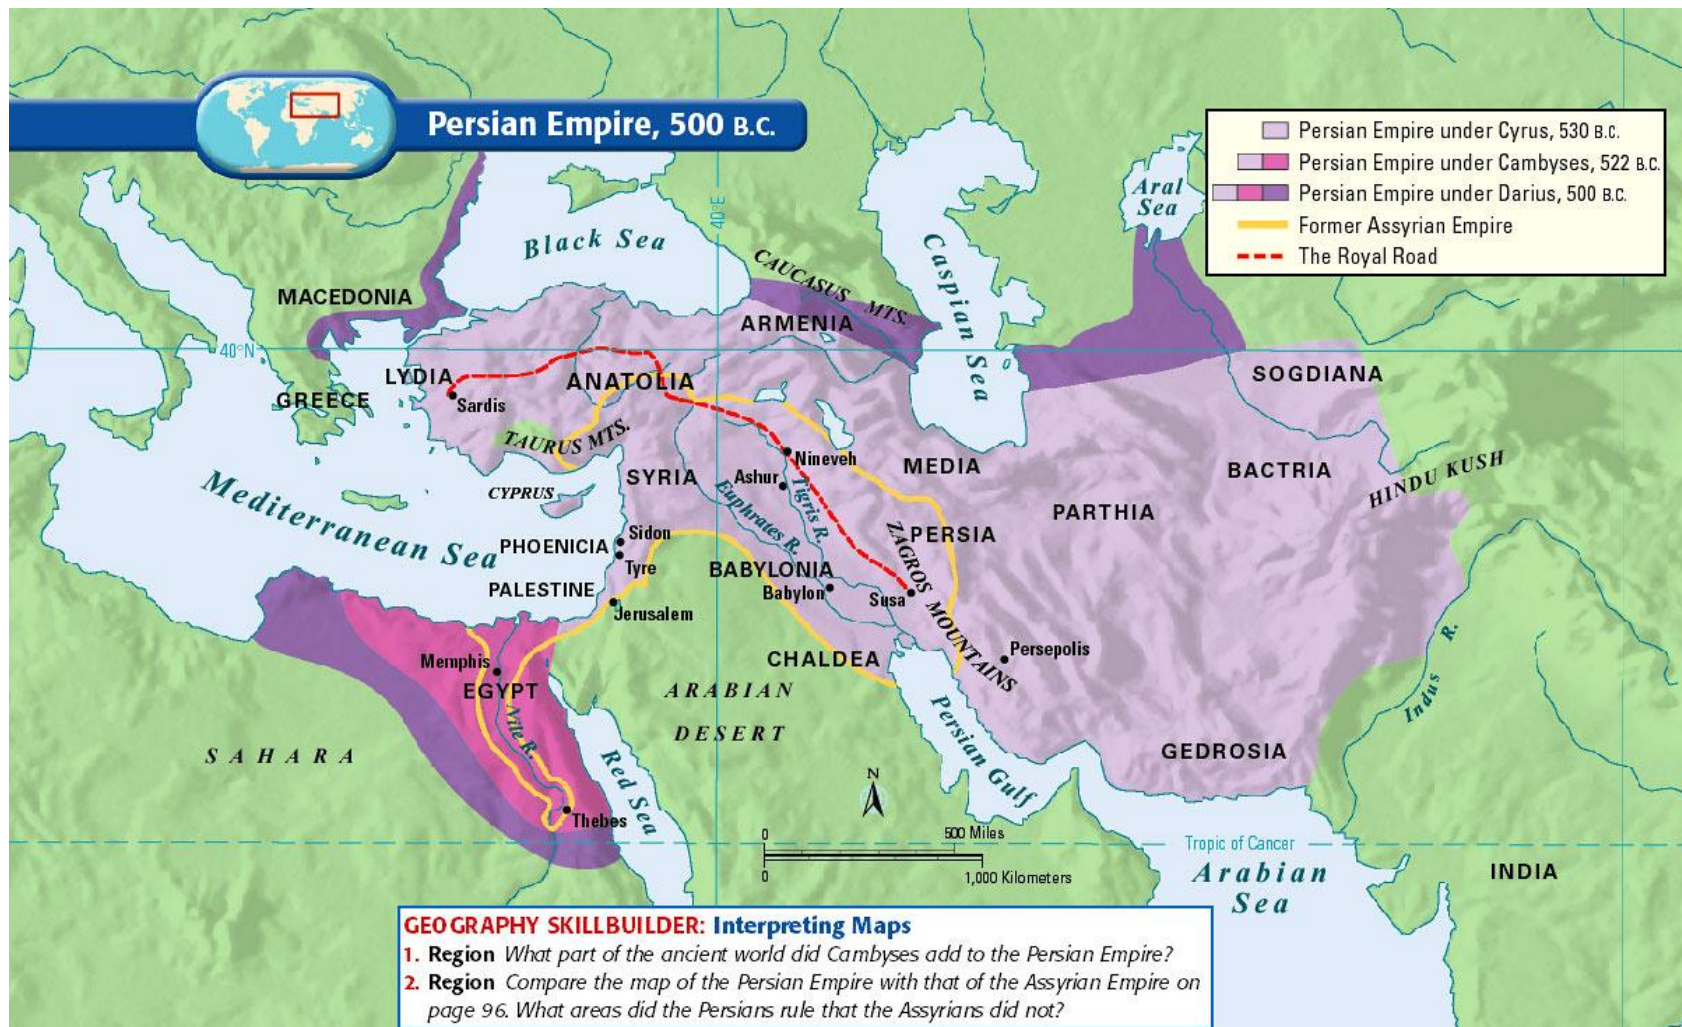 Persian Empire, 500 B.C.
Persian Empire under Cyrus, 530 B.C.
Persian Empire under Cambyses, 522 B.C.
Persian Empire under Darius, 500 B.C.
Former Assyrian Empire
The Royal Road
Aral
Sea
40°E
Black Sea
Caspian Sea
CAUCASUS MTS.
MACEDONIA
ARMENIA
40°N
LYDIA
ANATOLIA
SOGDIANA
GREECE
Sardis
TAURUS MTS.
Nineveh
MEDIA
BACTRIA
HINDU KUSH
SYRIA
Ashur
Mediterranean Sea
CYPRUS
Euphrates R.
Tigris R.
PARTHIA
Sidon
PERSIA
ZAGROS MOUNTAINS
PHOENICIA
Tyre
BABYLONIA
PALESTINE
Babylon
Susa
Jerusalem
Indus R.
Memphis
CHALDEA
Persepolis
EGYPT
ARABIAN
DESERT
Nile R.
Persian Gulf
SAHARA
GEDROSIA
Red Sea
N
Thebes
0 500 Miles
0 1,000 Kilometers
Tropic of Cancer
Arabian
Sea
INDIA
GEOGRAPHY SKILLBUILDER: Interpreting Maps
1. Region What part of the ancient world did Cambyses add to the Persian Empire?
2. Region Compare the map of the Persian Empire with that of the Assyrian Empire on
page 96. What areas did the Persians rule that the Assyrians did not?